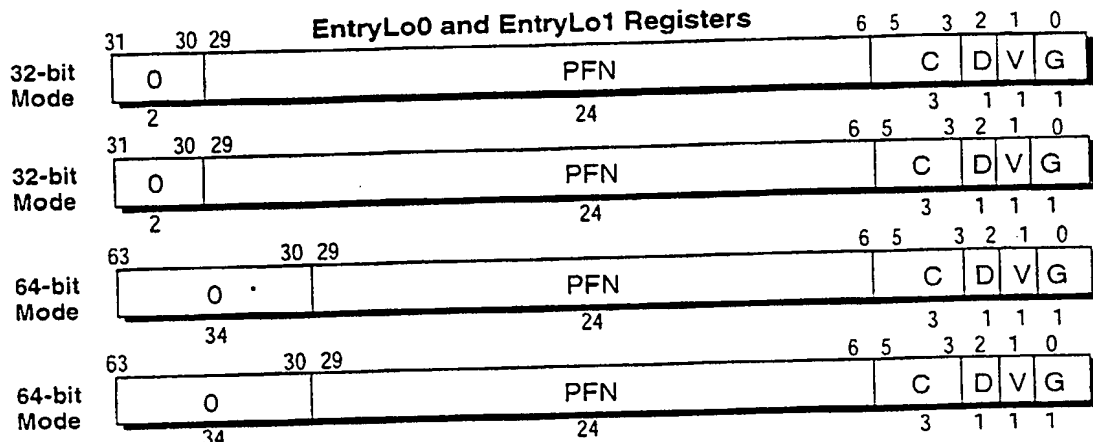 EntryLo0 and EntryLo1 Registers
31 30 29 6 5 3 2 1 0
32-bit Mode 0 PFN C D V G
2 24 3 1 1 1
31 30 29 6 5 3 2 1 0
32-bit Mode 0 PFN C D V G
2 24 3 1 1 1
63 30 29 6 5 3 2 1 0
64-bit Mode 0 PFN C D V G
34 24 3 1 1 1
63 30 29 6 5 3 2 1 0
64-bit Mode 0 PFN C D V G
34 24 3 1 1 1